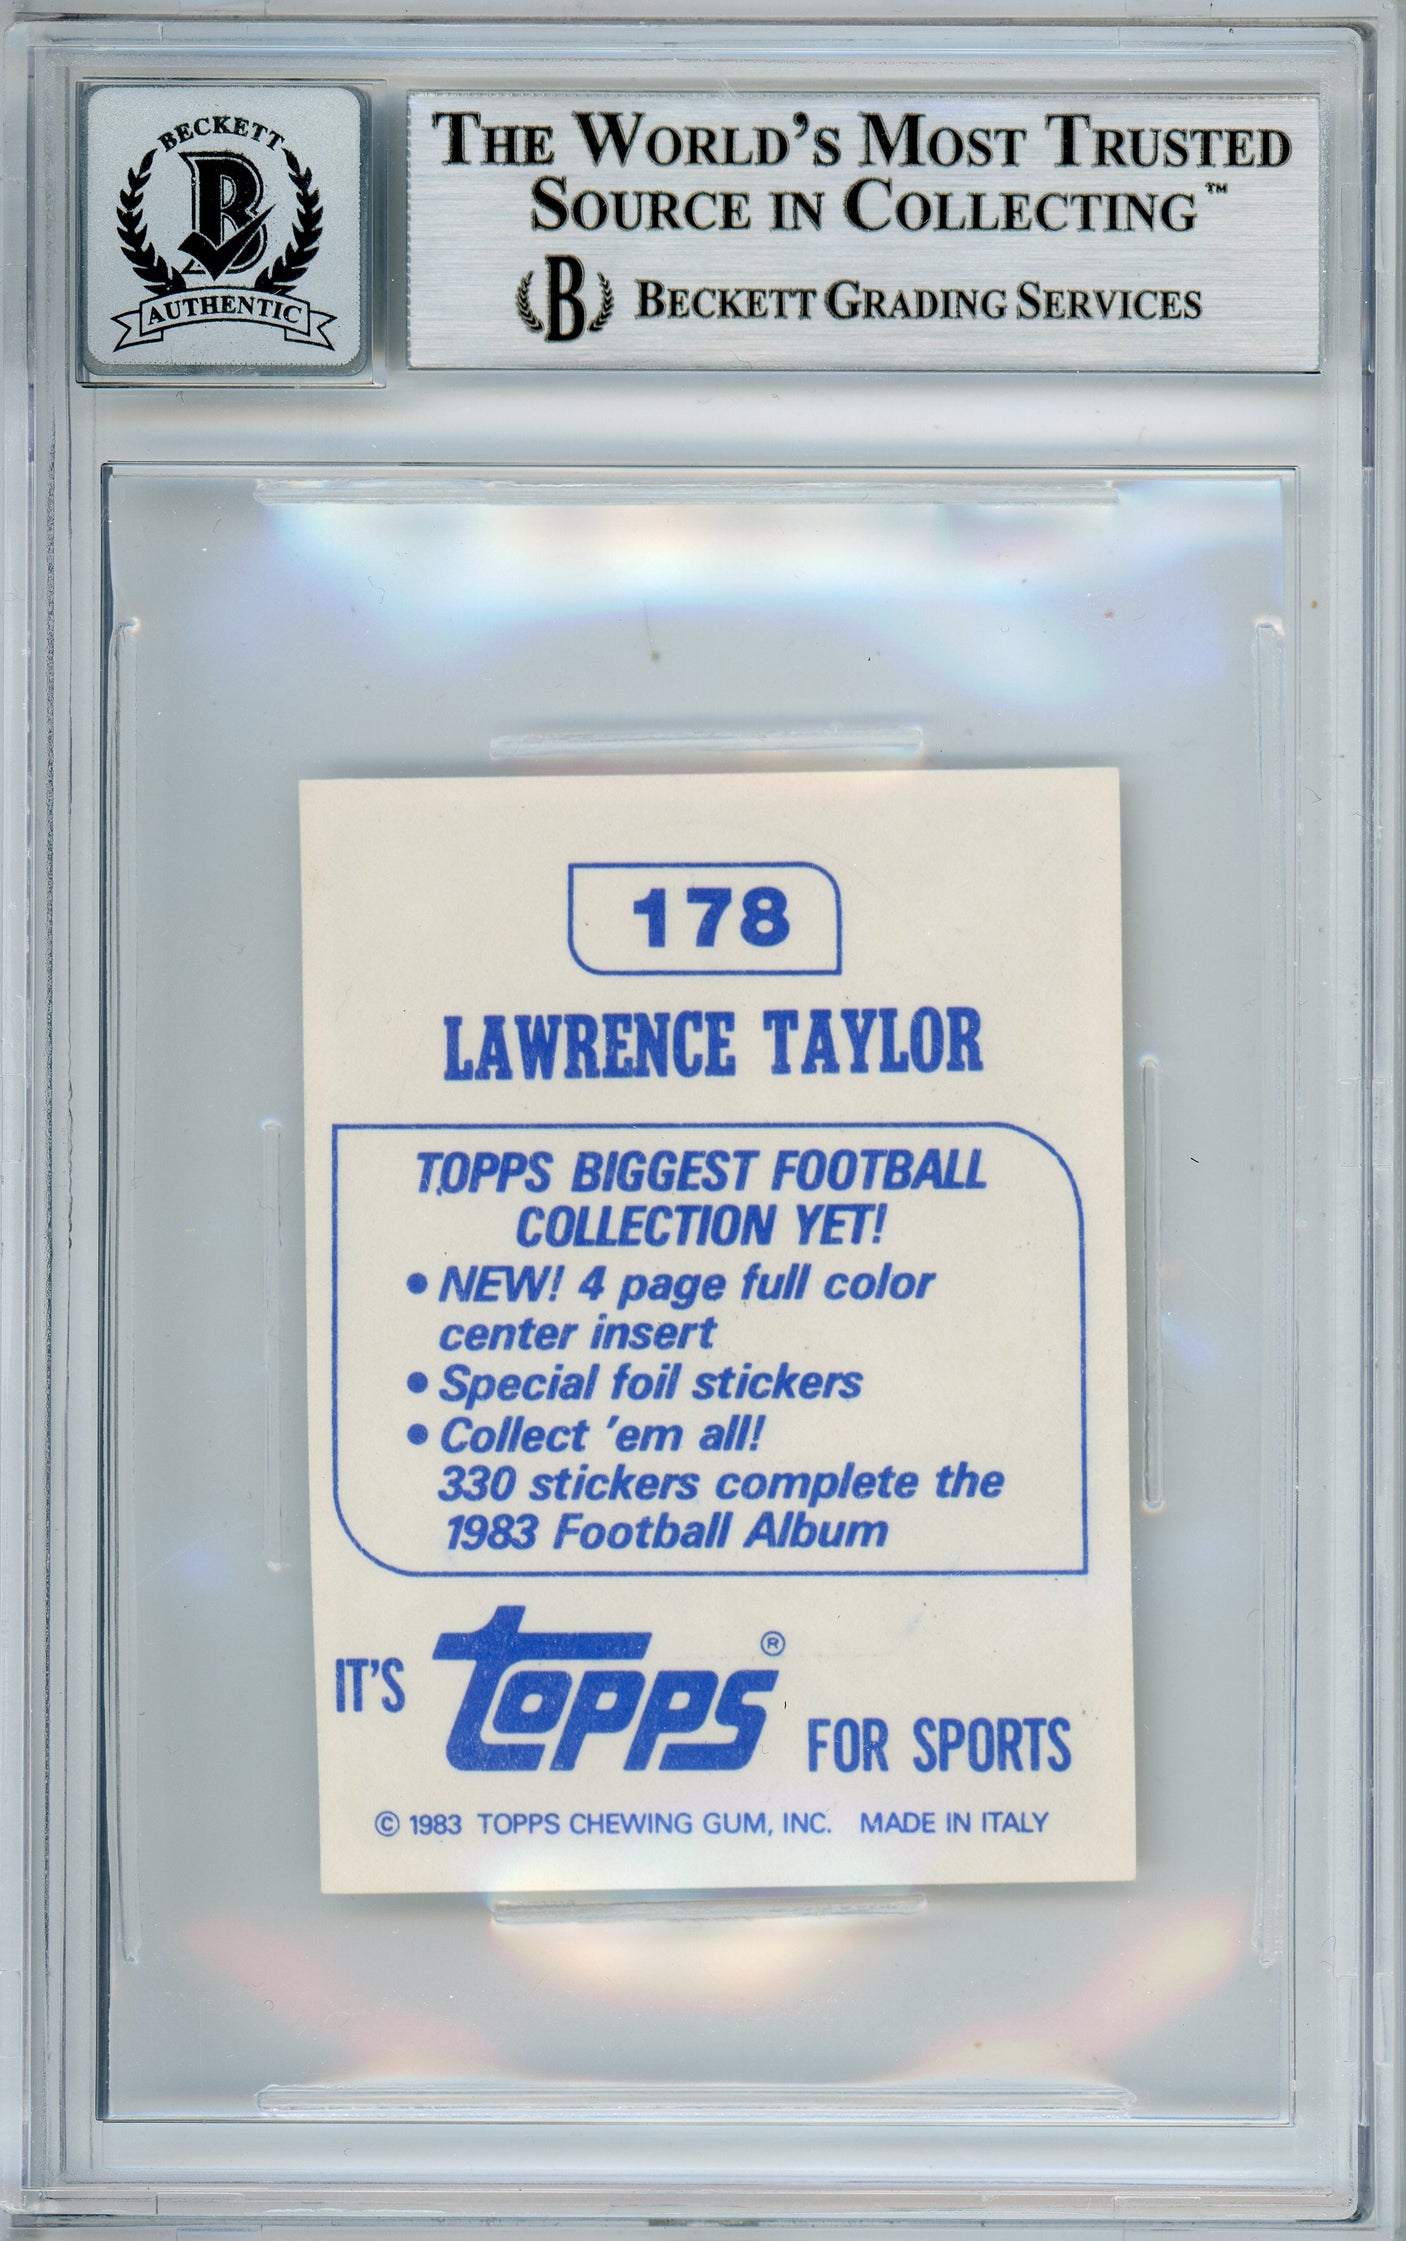 BECKETT
B
AUTHENTIC
THE WORLD'S MOST TRUSTED
SOURCE IN COLLECTING™
B BECKETT GRADING SERVICES
178
LAWRENCE TAYLOR
TOPPS BIGGEST FOOTBALL
COLLECTION YET!
• NEW! 4 page full color
center insert
• Special foil stickers
• Collect 'em all!
330 stickers complete the
1983 Football Album
IT'S topps® FOR SPORTS
© 1983 TOPPS CHEWING GUM, INC. MADE IN ITALY